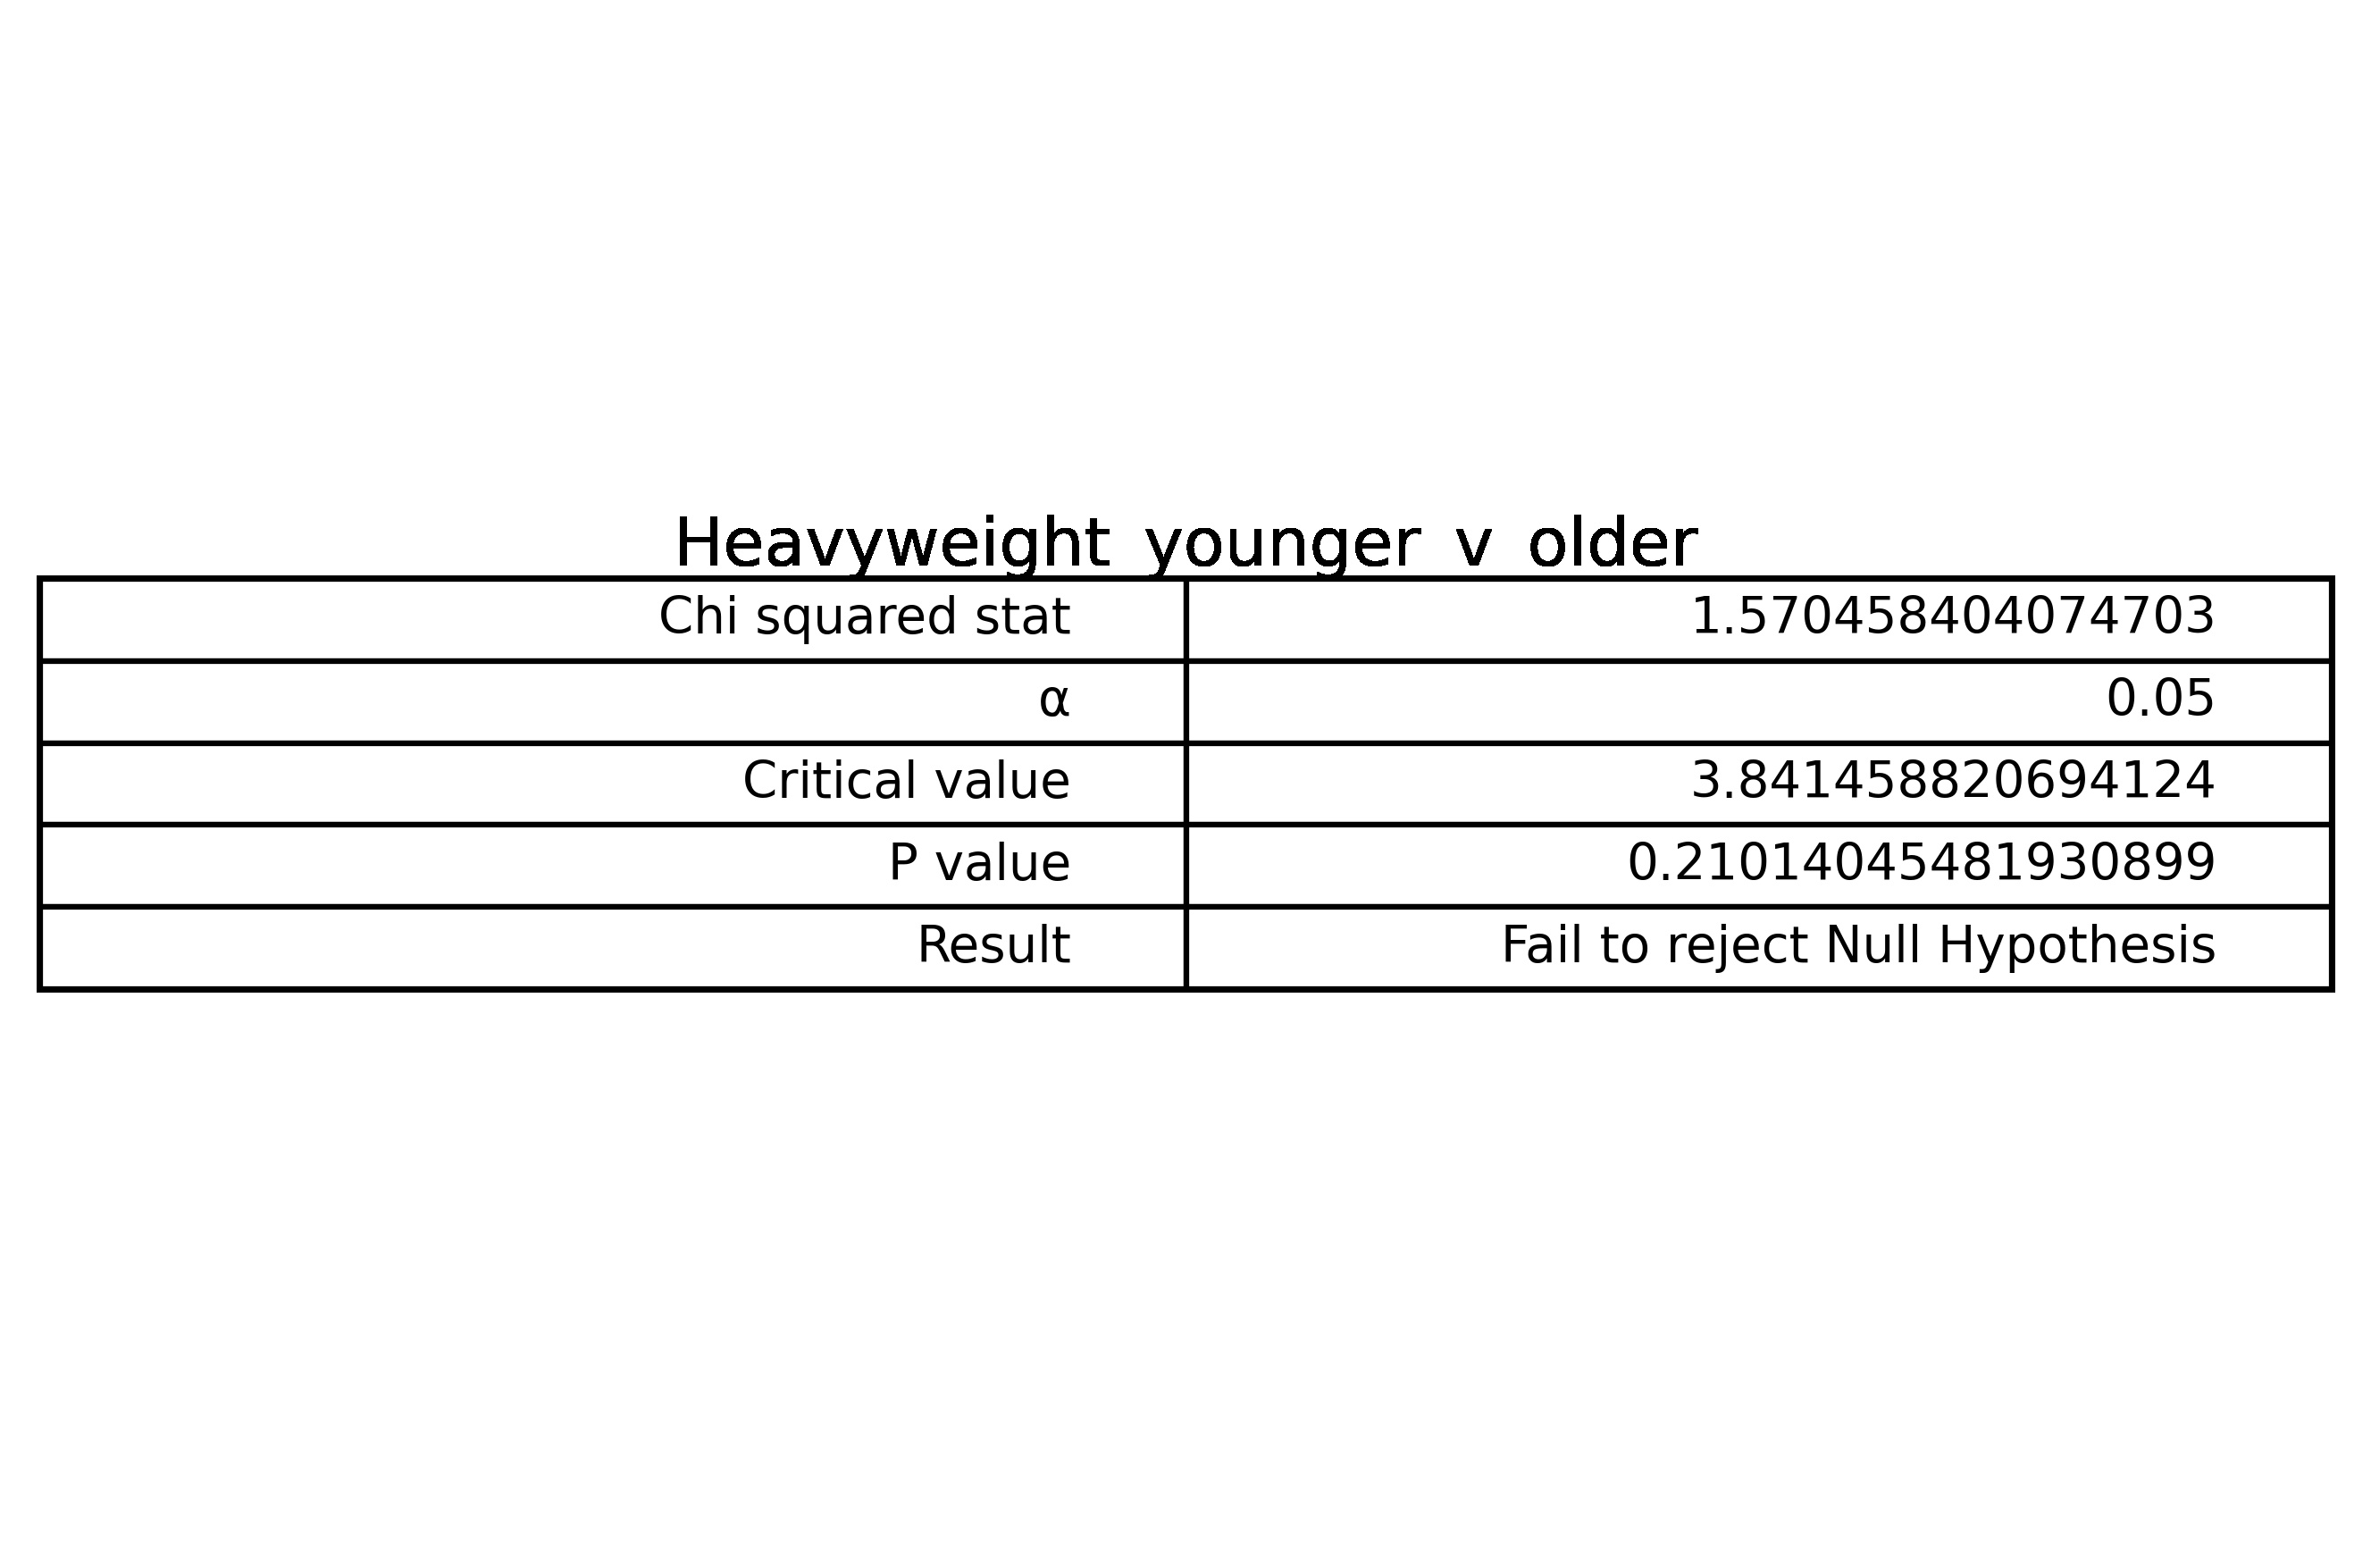 Heavyweight younger v older
Chi squared stat 1.570458404074703
α 0.05
Critical value 3.841458820694124
P value 0.21014045481930899
Result Fail to reject Null Hypothesis